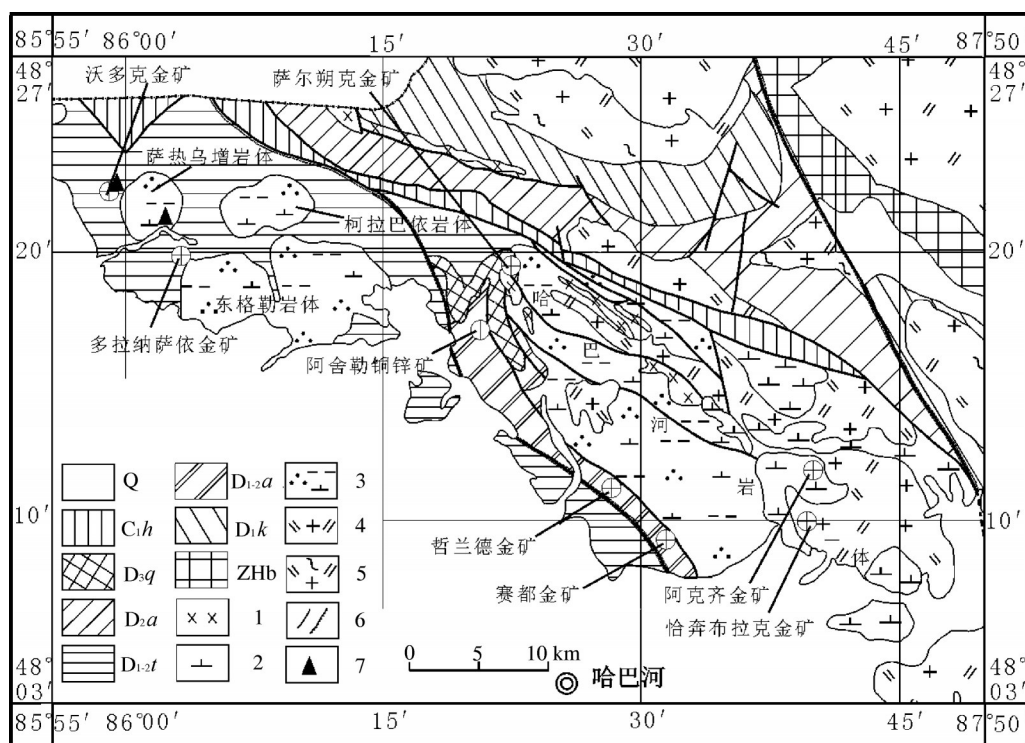 85°55′ 86°00′ 15′ 30′ 45′ 87°50
48°
27′
48°
27′
沃多克金矿
萨尔朔克金矿
萨热乌增岩体
柯拉巴依岩体
20′
20′
哈
巴
河
岩
体
东格勒岩体
多拉纳萨依金矿
阿舍勒铜锌矿
10′
10′
哲兰德金矿
赛都金矿
阿克齐金矿
恰奔布拉克金矿
Q D₁₋₂a 3
C₁h D₁k 4
D₃q ZHb 5
D₂a 1 6
D₁₋₂t 2 7
0 5 10 km
哈巴河
48°
03′
48°
03′
85°55′ 86°00′ 15′ 30′ 45′ 87°50